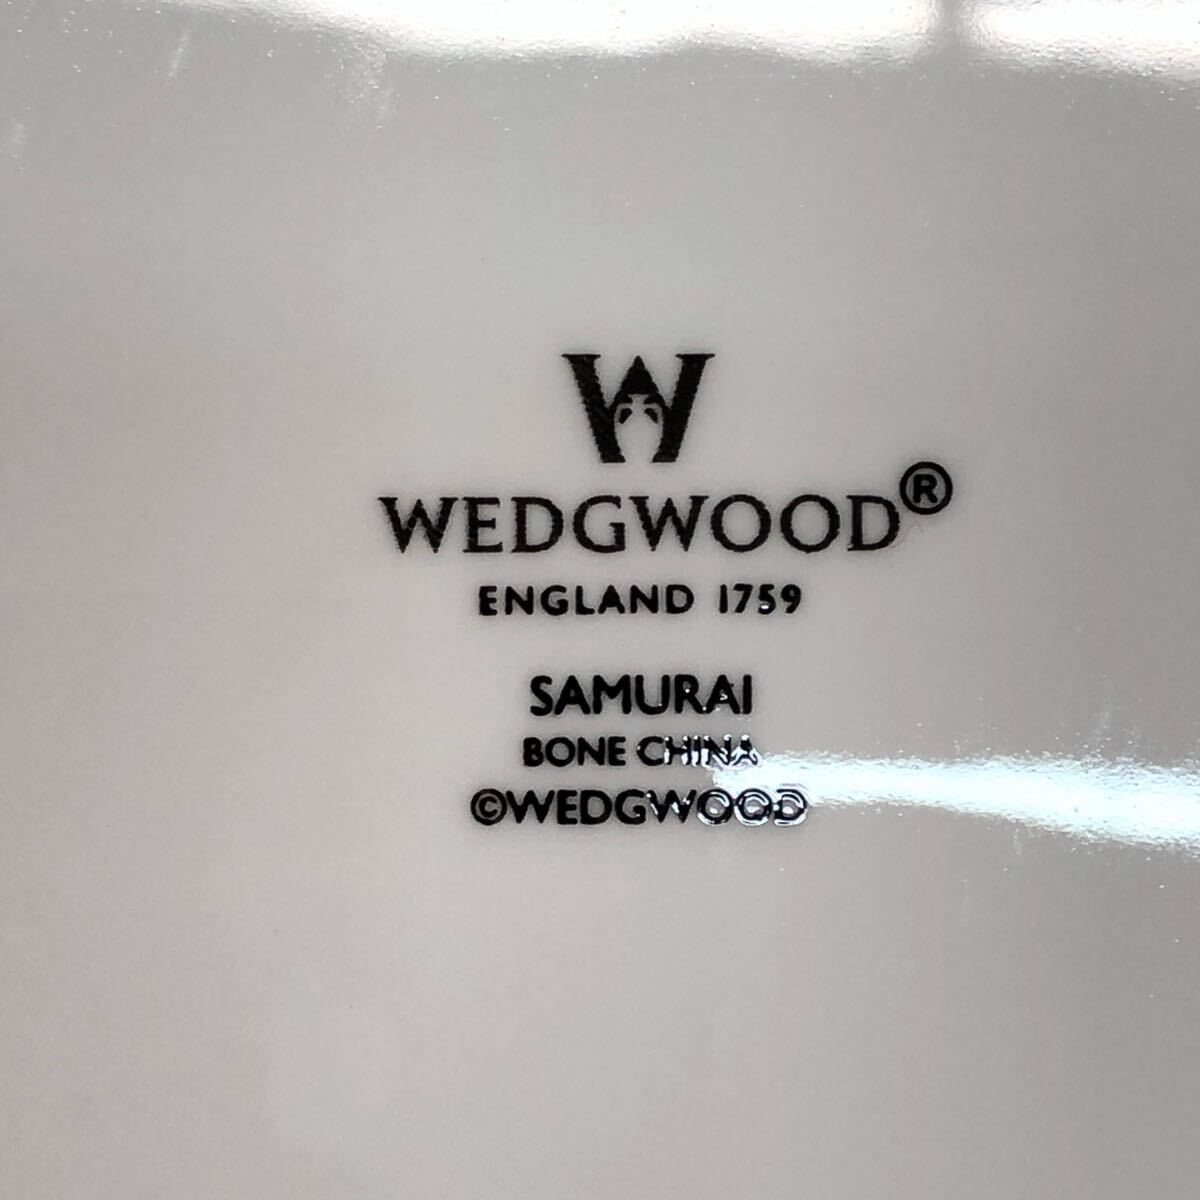 W
WEDGWOOD®
ENGLAND 1759
SAMURAI
BONE CHINA
©WEDGWOOD